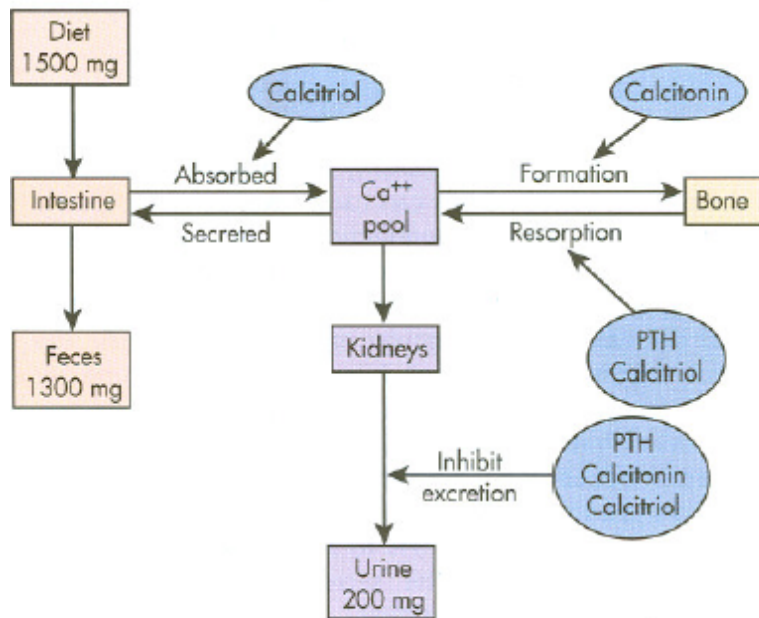 Diet
1500 mg
Calcitriol
Calcitonin
Absorbed
Formation
Intestine
Ca++
pool
Bone
Secreted
Resorption
Feces
1300 mg
Kidneys
PTH
Calcitriol
Inhibit
excretion
PTH
Calcitonin
Calcitriol
Urine
200 mg